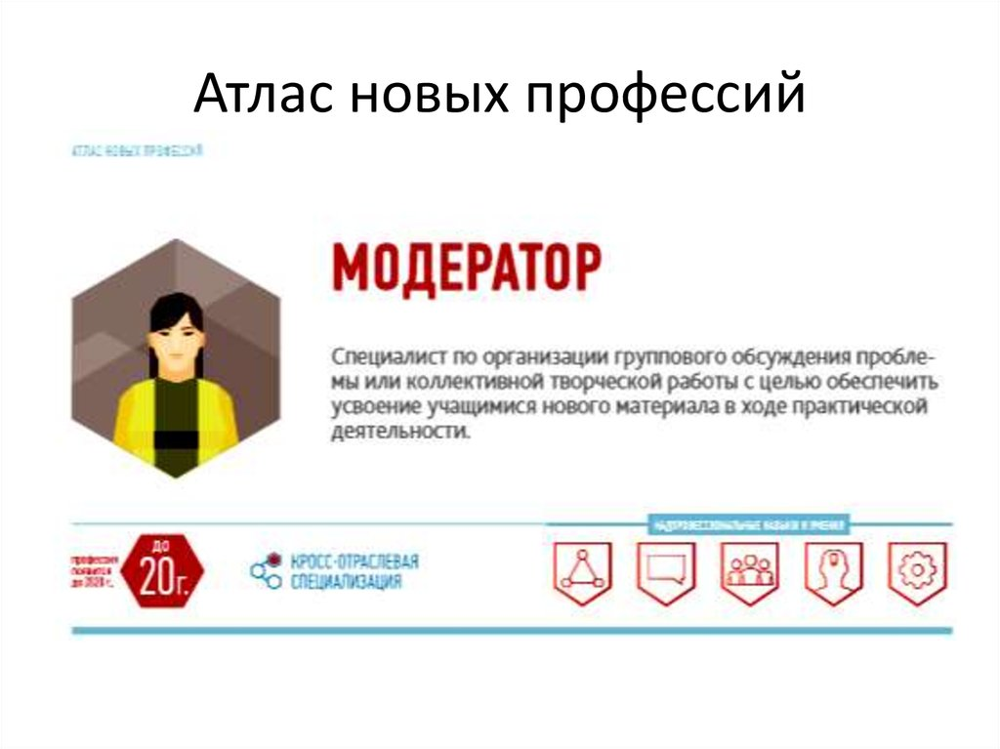 Атлас новых профессий
АТЛАС НОВЫХ ПРОФЕССИЙ
МОДЕРАТОР
Специалист по организации группового обсуждения пробле-
мы или коллективной творческой работы с целью обеспечить
усвоение учащимися нового материала в ходе практической
деятельности.
НАДПРОФЕССИОНАЛЬНЫЕ НАВЫКИ И УМЕНИЯ
профессия
появится
до 2020 г.
ДО
20г.
КРОСС-ОТРАСЛЕВАЯ
СПЕЦИАЛИЗАЦИЯ